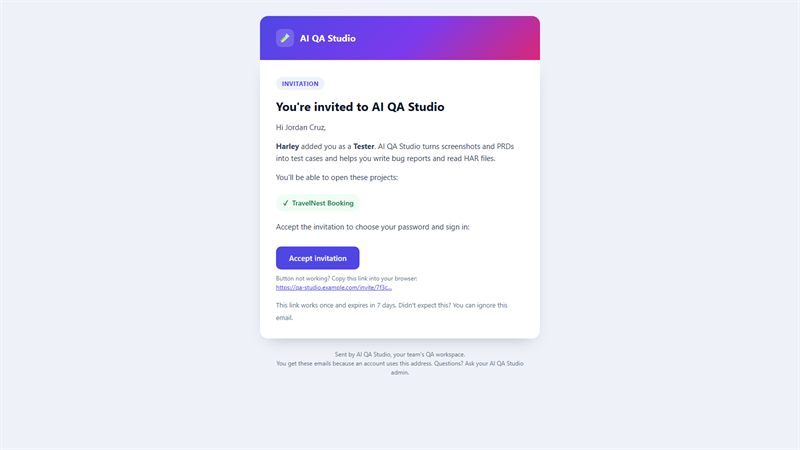 AI QA Studio
INVITATION
You're invited to AI QA Studio
Hi Jordan Cruz,
Harley added you as a Tester. AI QA Studio turns screenshots and PRDs
into test cases and helps you write bug reports and read HAR files.
You'll be able to open these projects:
✓ TravelNest Booking
Accept the invitation to choose your password and sign in:
Accept invitation
Button not working? Copy this link into your browser:
https://qa-studio.example.com/invite/7f3c...
This link works once and expires in 7 days. Didn't expect this? You can ignore this
email.
Sent by AI QA Studio, your team's QA workspace.
You get these emails because an account uses this address. Questions? Ask your AI QA Studio
admin.